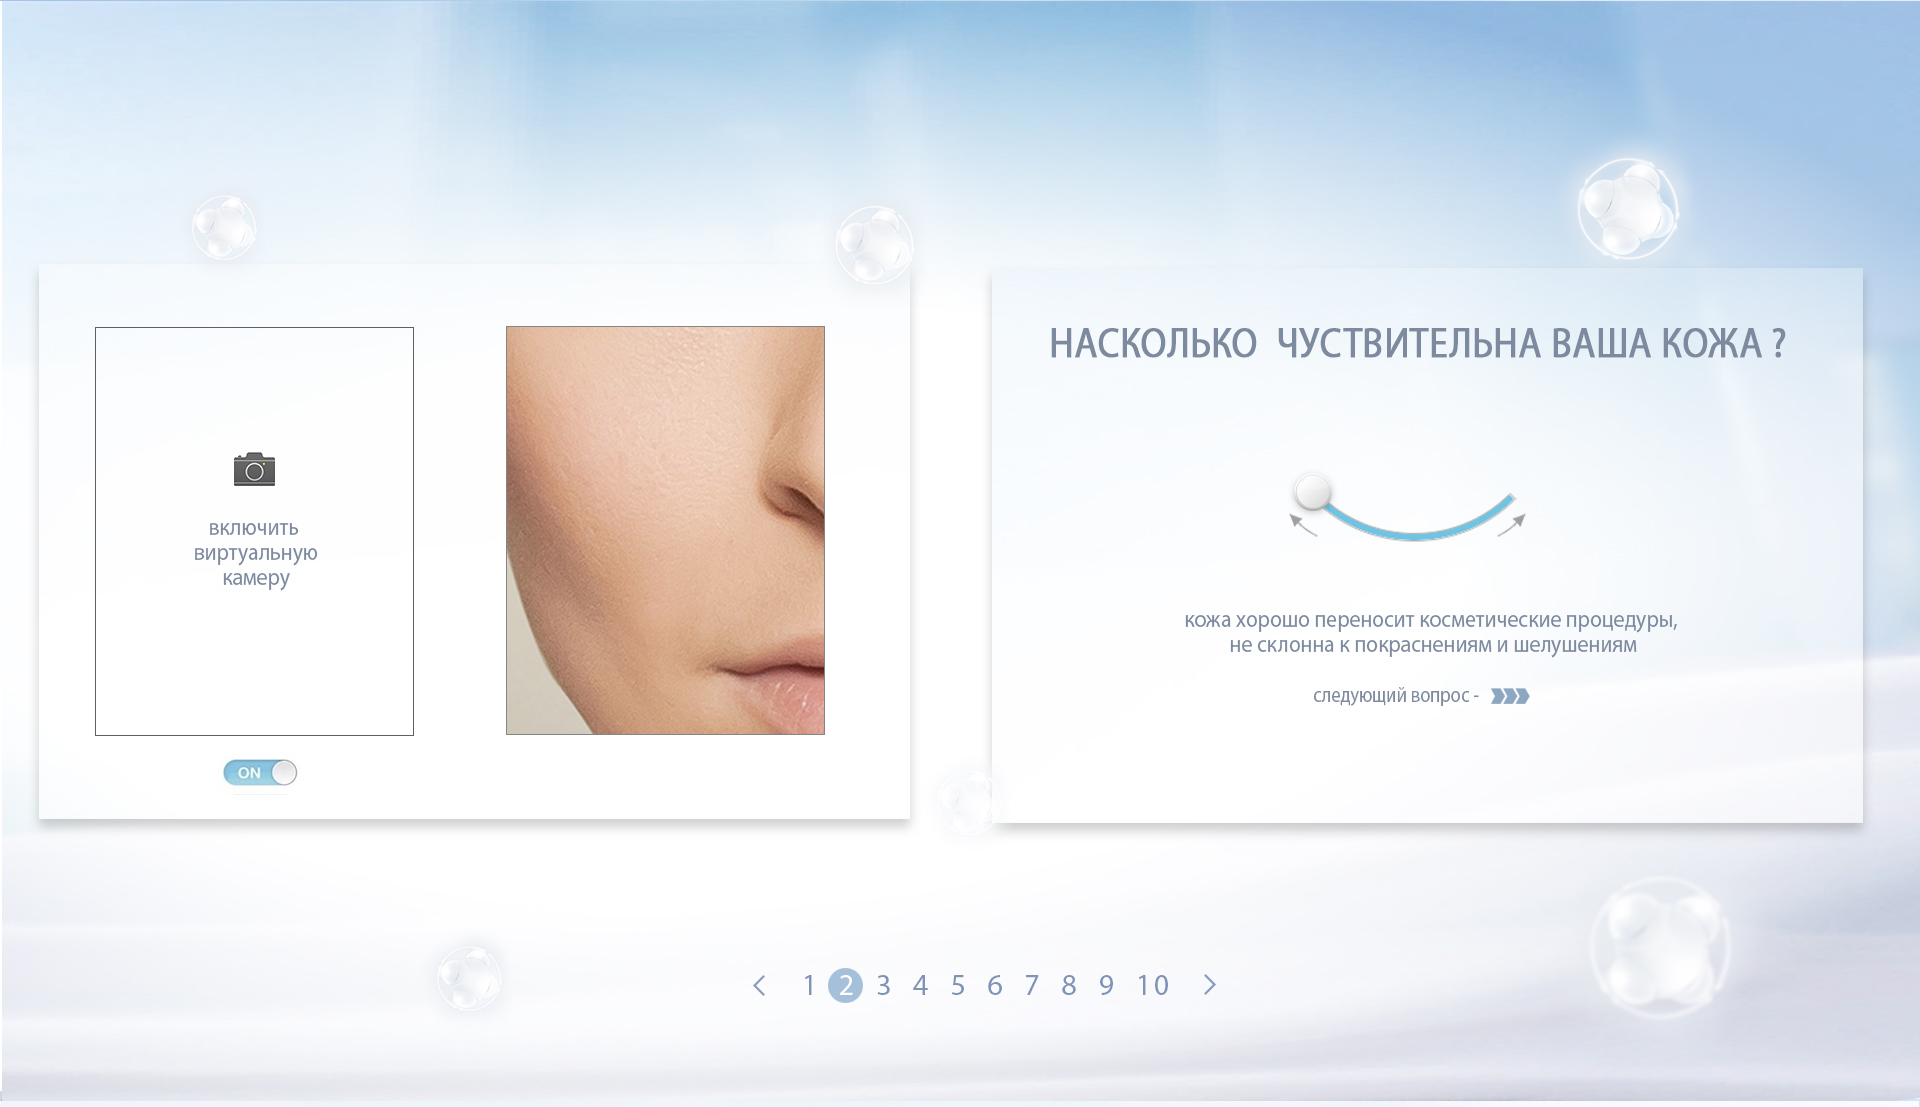 включить
виртуальную
камеру
ON
НАСКОЛЬКО ЧУСТВИТЕЛЬНА ВАША КОЖА ?
кожа хорошо переносит косметические процедуры,
не склонна к покраснениям и шелушениям
следующий вопрос -
1 2 3 4 5 6 7 8 9 10